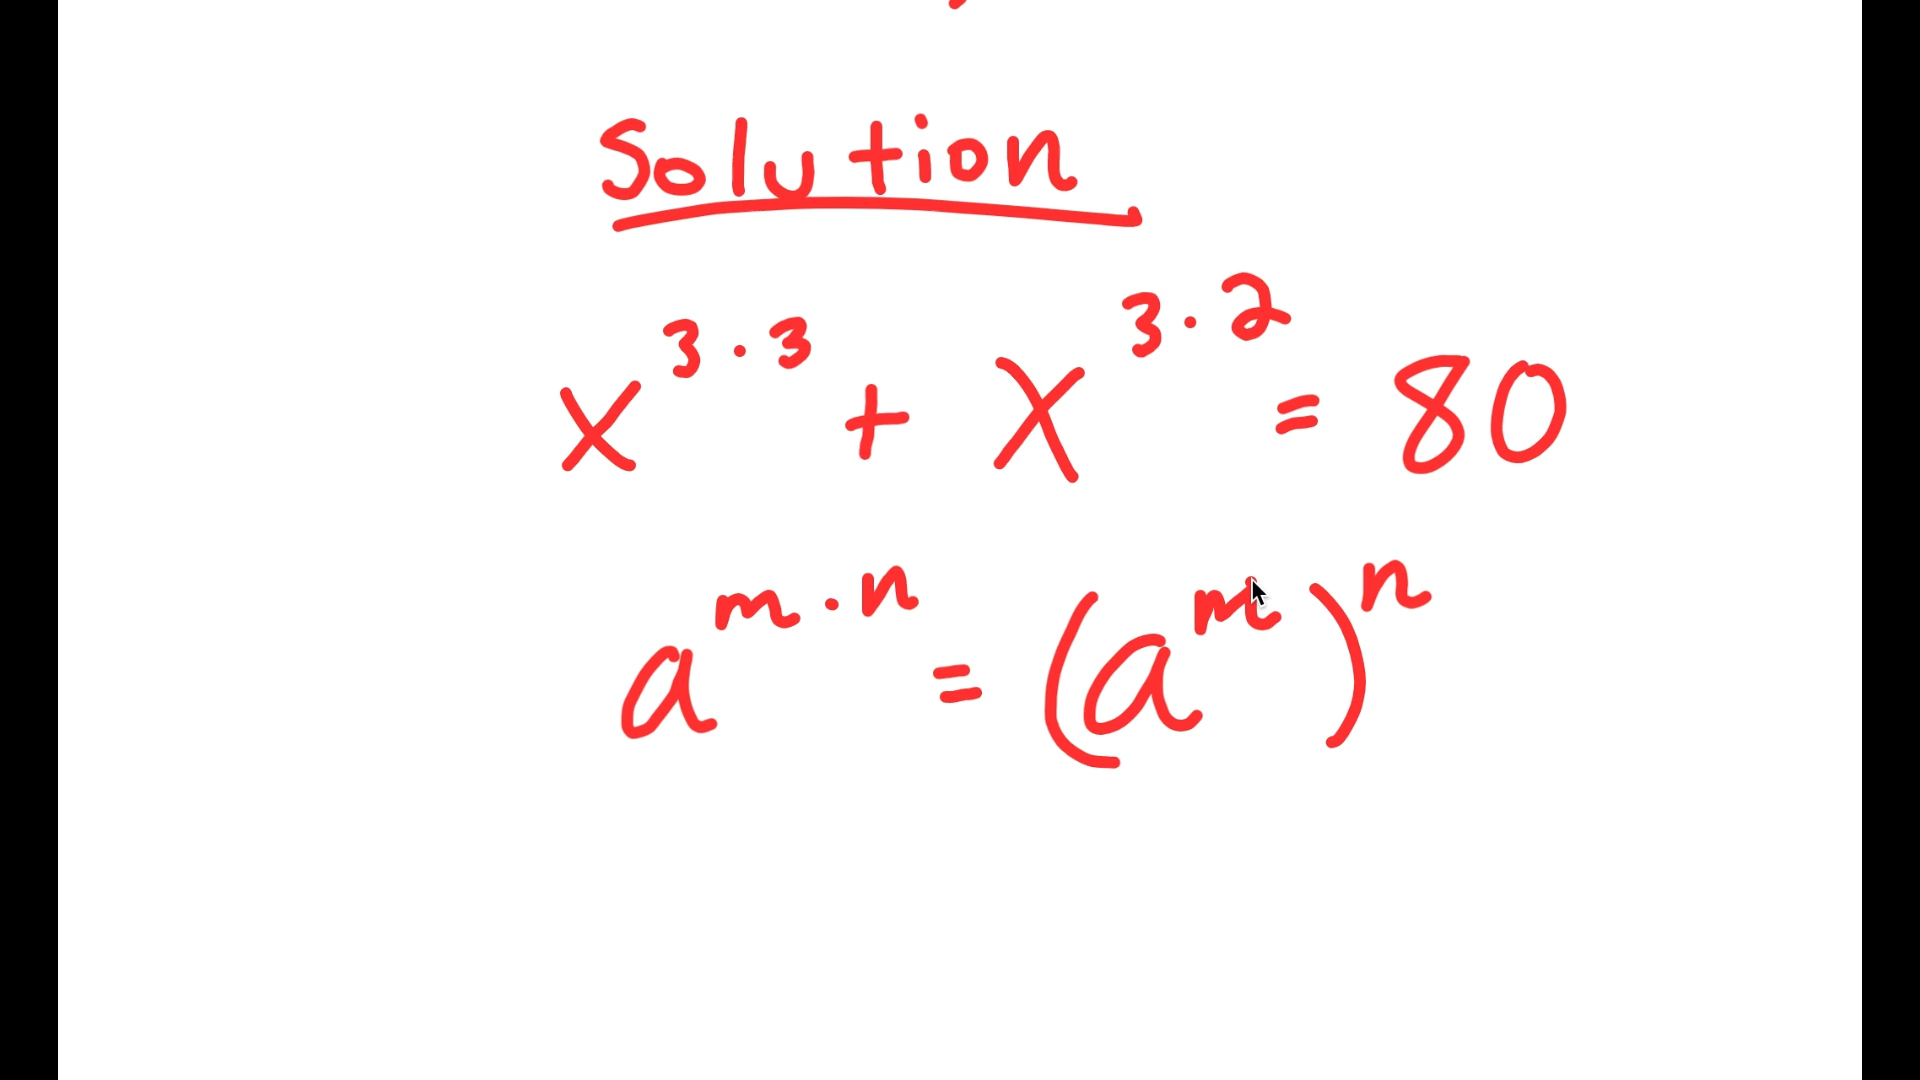 Solution
x^{3·3} + x^{3·2} = 80
a^{m·n} = (a^m)^n